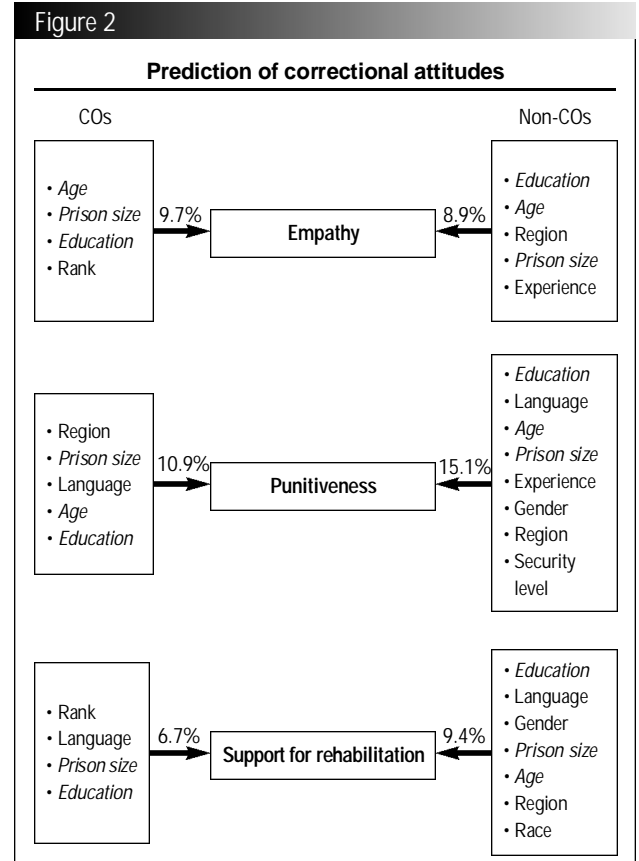 Figure 2
Prediction of correctional attitudes
COs
Non-COs
• Age
• Prison size
• Education
• Rank
9.7%
Empathy
8.9%
• Education
• Age
• Region
• Prison size
• Experience
• Region
• Prison size
• Language
• Age
• Education
10.9%
Punitiveness
15.1%
• Education
• Language
• Age
• Prison size
• Experience
• Gender
• Region
• Security
level
• Rank
• Language
• Prison size
• Education
6.7%
Support for rehabilitation
9.4%
• Education
• Language
• Gender
• Prison size
• Age
• Region
• Race